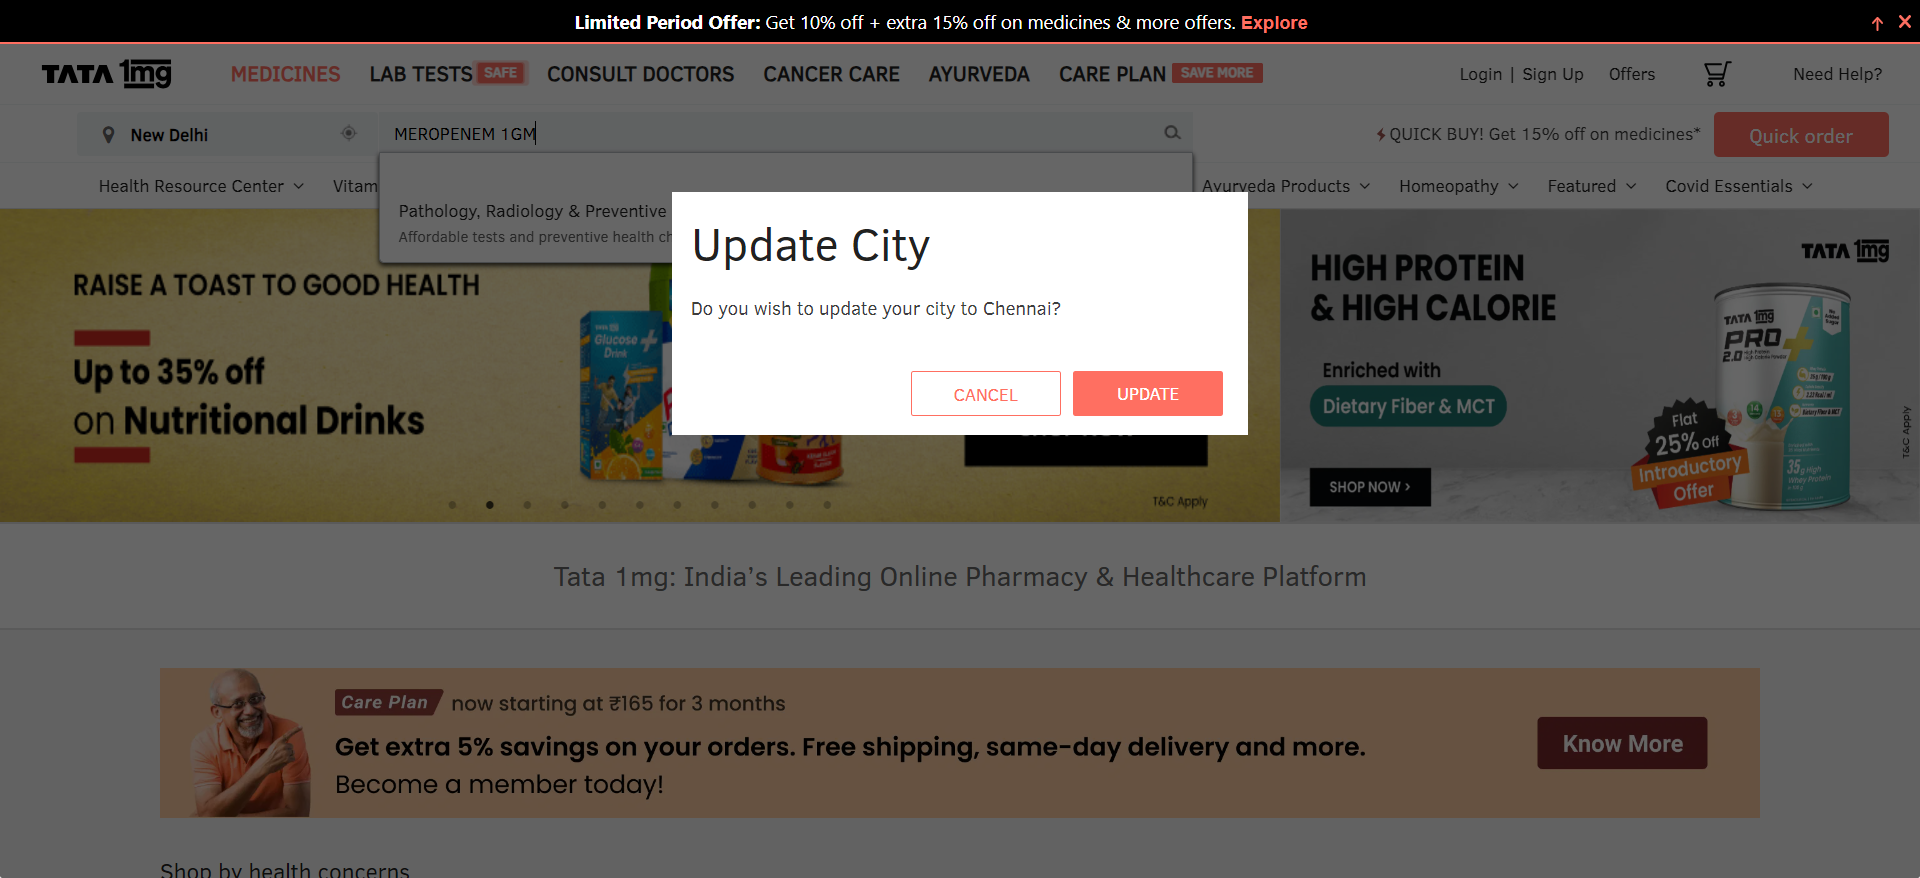 Limited Period Offer: Get 10% off + extra 15% off on medicines & more offers. Explore
TATA 1mg MEDICINES LAB TESTS SAFE CONSULT DOCTORS CANCER CARE AYURVEDA CARE PLAN SAVE MORE Login | Sign Up Offers Need Help?
New Delhi MEROPENEM 1GM QUICK BUY! Get 15% off on medicines* Quick order
Health Resource Center Vitam Ayurveda Products Homeopathy Featured Covid Essentials
Pathology, Radiology & Preventive
Affordable tests and preventive health ch
Update City
Do you wish to update your city to Chennai?
CANCEL UPDATE
RAISE A TOAST TO GOOD HEALTH
Up to 35% off
on Nutritional Drinks
TATA 1mg
Glucose +
Drink
T&C Apply
TATA 1mg
HIGH PROTEIN
& HIGH CALORIE
Enriched with
Dietary Fiber & MCT
SHOP NOW ›
TATA 1mg
PRO+
2.0
Flat
25% Off
Introductory
Offer
35g High
Whey Protein
T&C Apply
Tata 1mg: India's Leading Online Pharmacy & Healthcare Platform
Care Plan now starting at ₹165 for 3 months
Get extra 5% savings on your orders. Free shipping, same-day delivery and more.
Become a member today!
Know More
Shop by health concerns